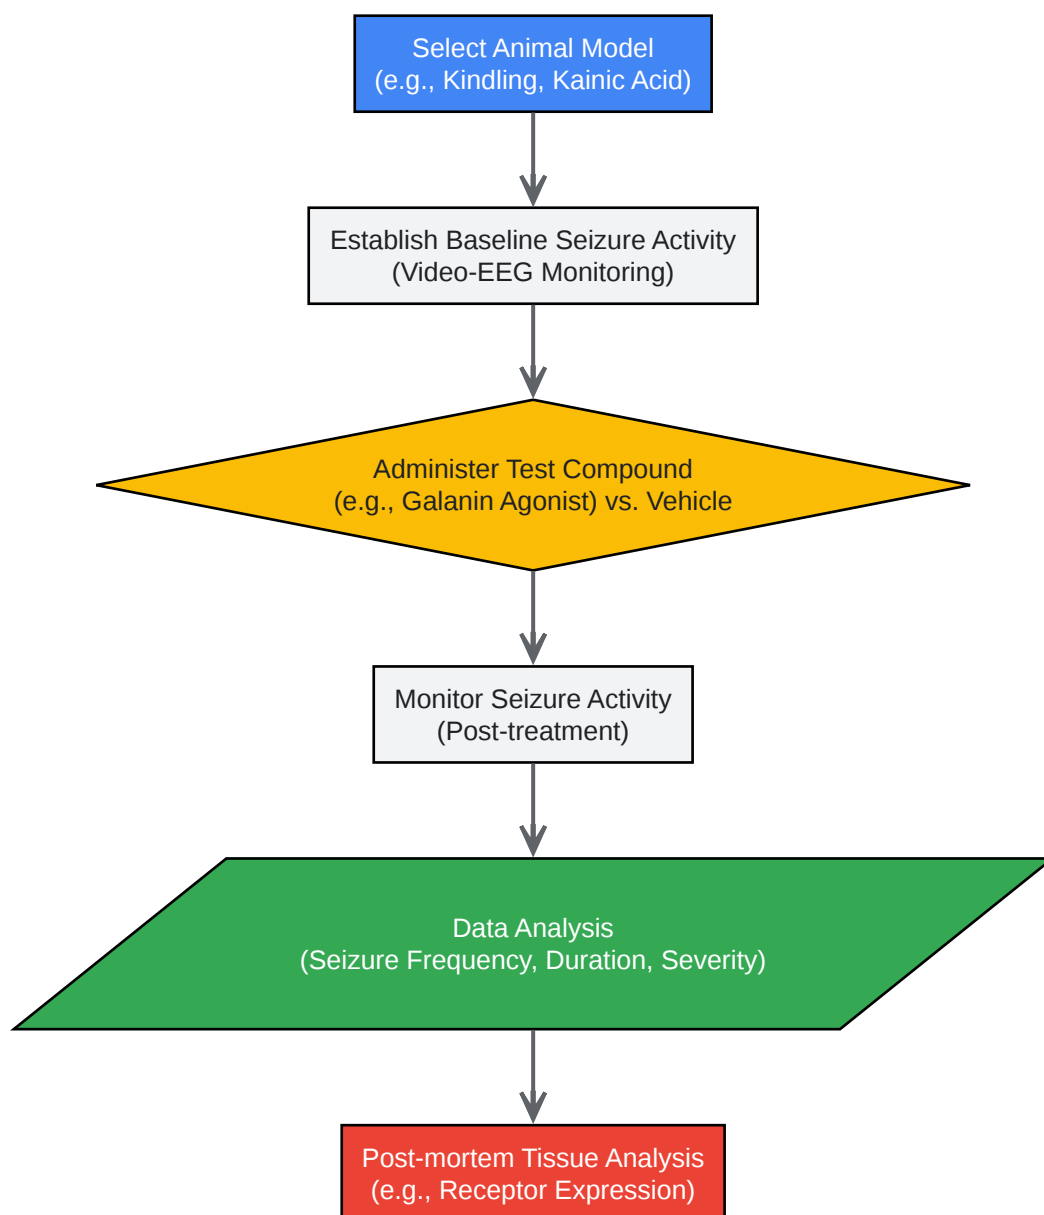 Select Animal Model
(e.g., Kindling, Kainic Acid)
Establish Baseline Seizure Activity
(Video-EEG Monitoring)
Administer Test Compound
(e.g., Galanin Agonist) vs. Vehicle
Monitor Seizure Activity
(Post-treatment)
Data Analysis
(Seizure Frequency, Duration, Severity)
Post-mortem Tissue Analysis
(e.g., Receptor Expression)